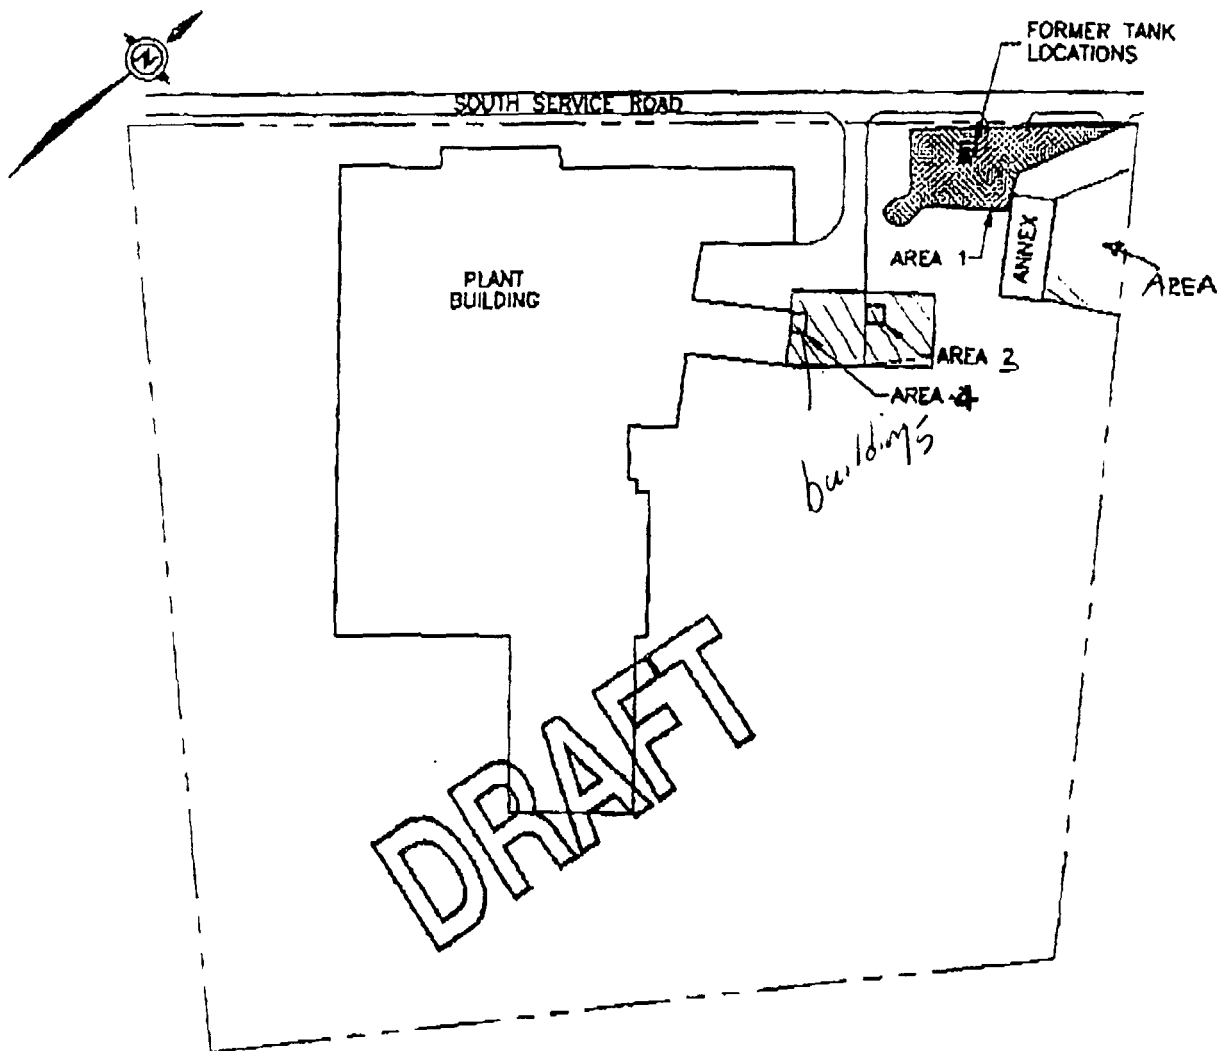 FORMER TANK
LOCATIONS
SOUTH SERVICE ROAD
AREA 1
ANNEX
AREA
PLANT
BUILDING
AREA 3
AREA 4
buildings
DRAFT
N